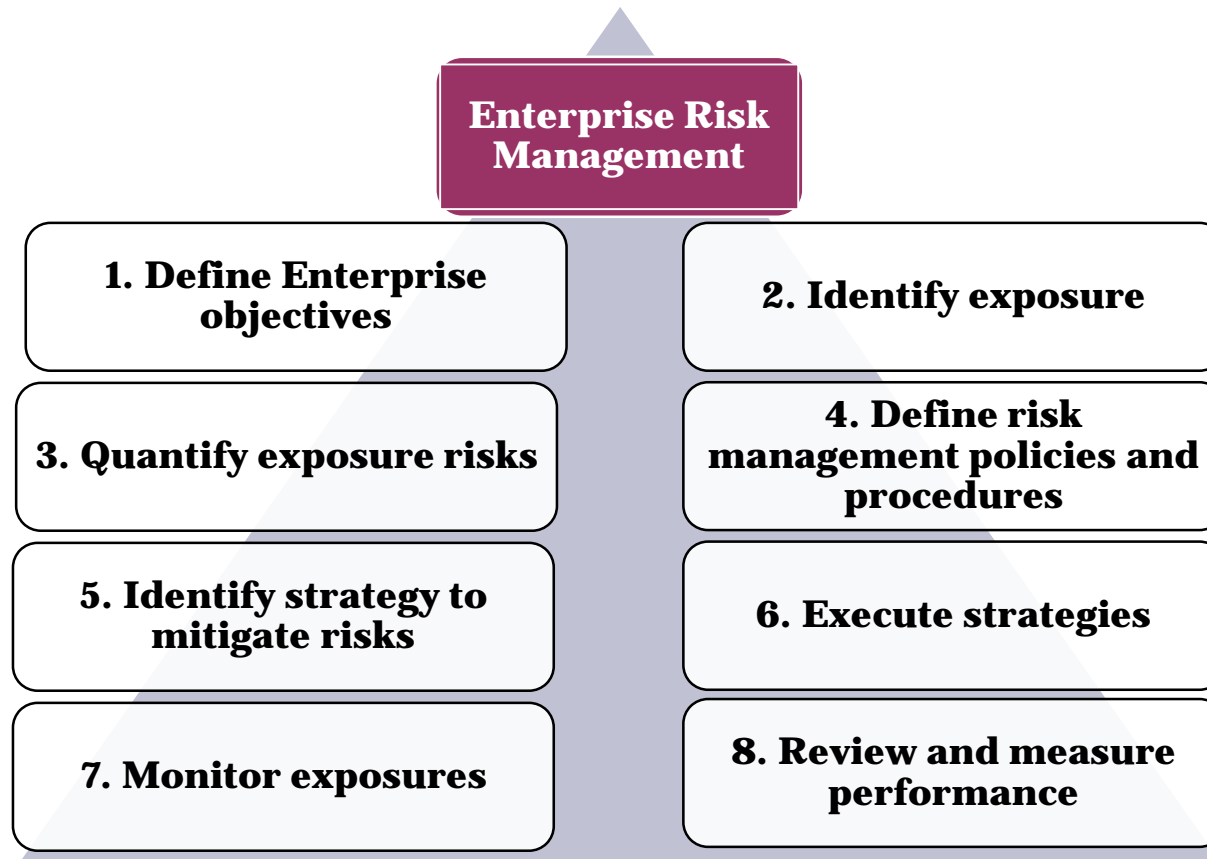 Enterprise Risk
Management
1. Define Enterprise
objectives
2. Identify exposure
3. Quantify exposure risks
4. Define risk
management policies and
procedures
5. Identify strategy to
mitigate risks
6. Execute strategies
7. Monitor exposures
8. Review and measure
performance